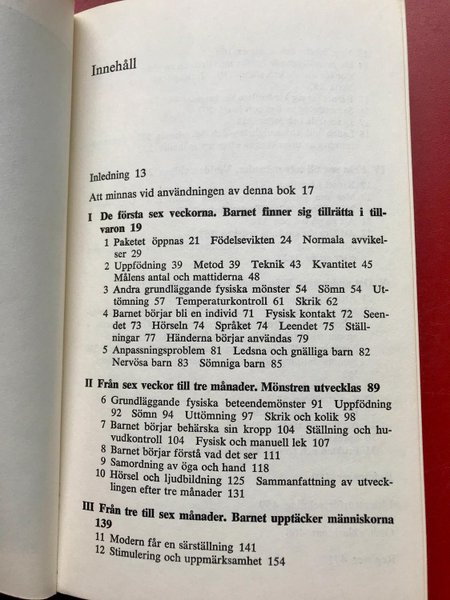 Innehåll
Inledning 13
Att minnas vid användningen av denna bok 17
I De första sex veckorna. Barnet finner sig tillrätta i till-
varon 19
1 Paketet öppnas 21 Födelsevikten 24 Normala avvikel-
ser 29
2 Uppfödning 39 Metod 39 Teknik 43 Kvantitet 45
Målens antal och mattiderna 48
3 Andra grundläggande fysiska mönster 54 Sömn 54 Ut-
tömning 57 Temperaturkontroll 61 Skrik 62
4 Barnet börjar bli en individ 71 Fysisk kontakt 72 Seen-
det 73 Hörseln 74 Språket 74 Leendet 75 Ställ-
ningar 77 Händerna börjar användas 79
5 Anpassningsproblem 81 Ledsna och gnälliga barn 82
Nervösa barn 83 Sömniga barn 85
II Från sex veckor till tre månader. Mönstren utvecklas 89
6 Grundläggande fysiska beteendemönster 91 Uppfödning
92 Sömn 94 Uttömning 97 Skrik och kolik 98
7 Barnet börjar behärska sin kropp 104 Ställning och hu-
vudkontroll 104 Fysisk och manuell lek 107
8 Barnet börjar förstå vad det ser 111
9 Samordning av öga och hand 118
10 Hörsel och ljudbildning 125 Sammanfattning av utveck-
lingen efter tre månader 131
III Från tre till sex månader. Barnet upptäcker människorna
139
11 Modern får en särställning 141
12 Stimulering och uppmärksamhet 154